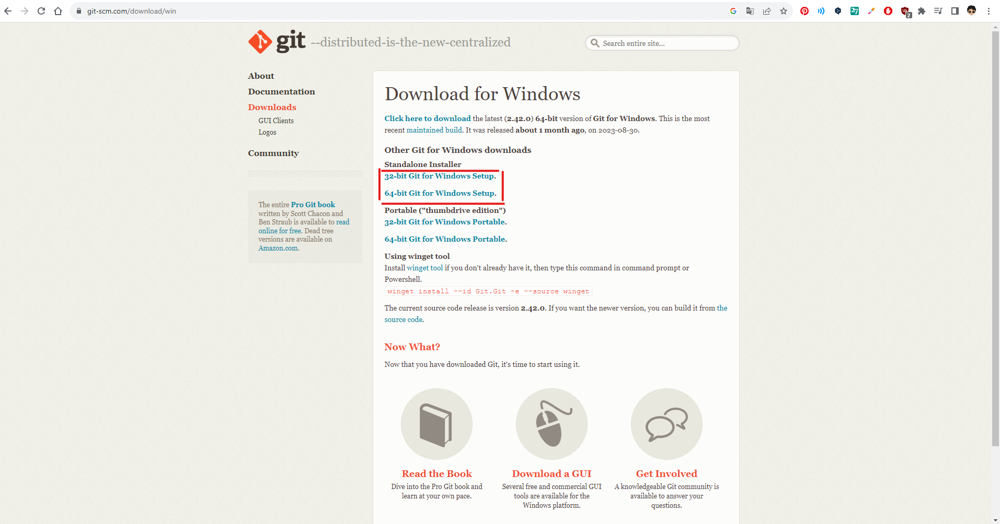 git-scm.com/download/win
2
git --distributed-is-the-new-centralized
Search entire site...
About
Documentation
Downloads
GUI Clients
Logos
Community
The entire Pro Git book
written by Scott Chacon and
Ben Straub is available to read
online for free. Dead tree
versions are available on
Amazon.com.
Download for Windows
Click here to download the latest (2.42.0) 64-bit version of Git for Windows. This is the most
recent maintained build. It was released about 1 month ago, on 2023-08-30.
Other Git for Windows downloads
Standalone Installer
32-bit Git for Windows Setup.
64-bit Git for Windows Setup.
Portable ("thumbdrive edition")
32-bit Git for Windows Portable.
64-bit Git for Windows Portable.
Using winget tool
Install winget tool if you don't already have it, then type this command in command prompt or
Powershell.
winget install --id Git.Git -e --source winget
The current source code release is version 2.42.0. If you want the newer version, you can build it from the
source code.
Now What?
Now that you have downloaded Git, it's time to start using it.
Read the Book
Dive into the Pro Git book and
learn at your own pace.
Download a GUI
Several free and commercial GUI
tools are available for the
Windows platform.
Get Involved
A knowledgeable Git community is
available to answer your
questions.